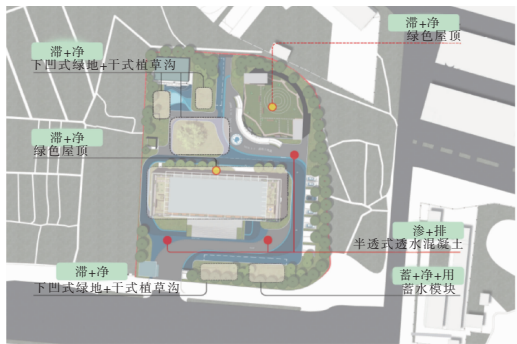 滞+净
绿色屋顶
滞+净
下凹式绿地+干式植草沟
滞+净
绿色屋顶
渗+排
半透式透水混凝土
滞+净
下凹式绿地+干式植草沟
蓄+净+用
蓄水模块